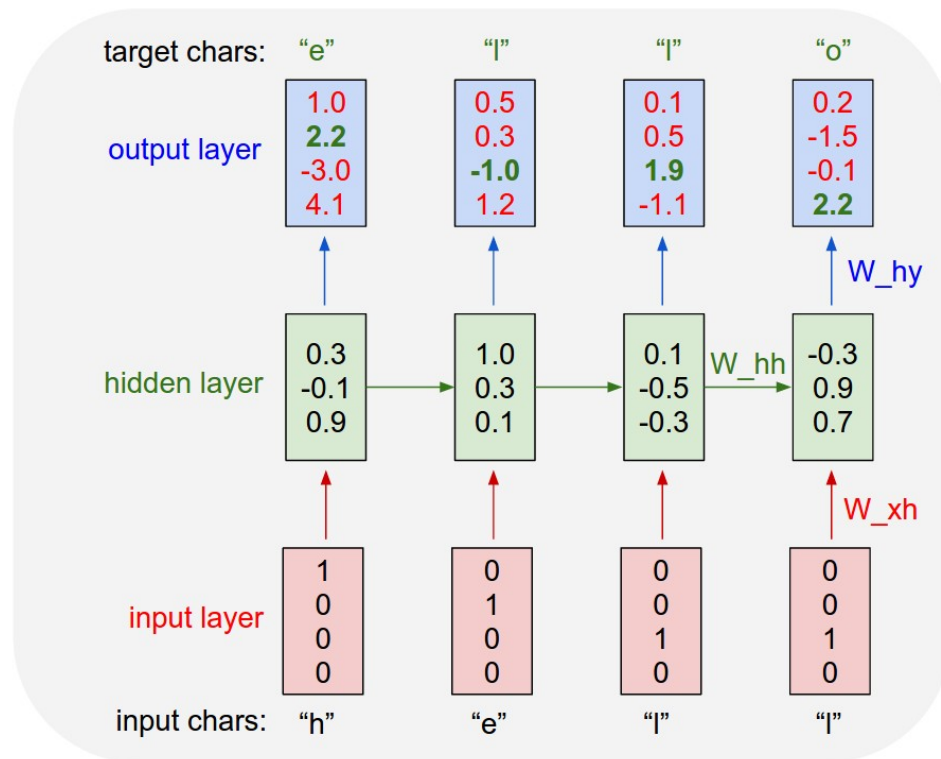 target chars: “e” “l” “l” “o”
1.0 0.5 0.1 0.2
2.2 0.3 0.5 -1.5
output layer
-3.0 -1.0 1.9 -0.1
4.1 1.2 -1.1 2.2
W_hy
0.3 1.0 0.1 -0.3
W_hh
hidden layer -0.1 0.3 -0.5 0.9
0.9 0.1 -0.3 0.7
W_xh
1 0 0 0
0 1 0 0
input layer
0 0 1 1
0 0 0 0
input chars: “h” “e” “l” “l”